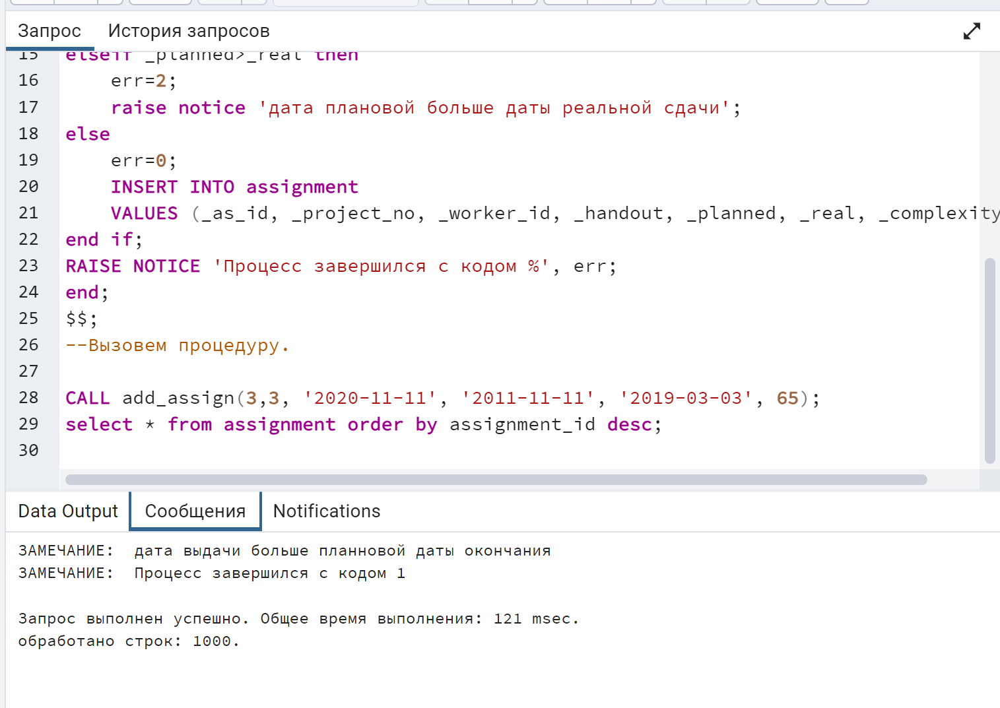 Запрос История запросов
15 elseif _planned>_real then
16 err=2;
17 raise notice 'дата плановой больше даты реальной сдачи';
18 else
19 err=0;
20 INSERT INTO assignment
21 VALUES (_as_id, _project_no, _worker_id, _handout, _planned, _real, _complexity
22 end if;
23 RAISE NOTICE 'Процесс завершился с кодом %', err;
24 end;
25 $$;
26 --Вызовем процедуру.
27
28 CALL add_assign(3,3, '2020-11-11', '2011-11-11', '2019-03-03', 65);
29 select * from assignment order by assignment_id desc;
30
Data Output Сообщения Notifications
ЗАМЕЧАНИЕ: дата выдачи больше планновой даты окончания
ЗАМЕЧАНИЕ: Процесс завершился с кодом 1
Запрос выполнен успешно. Общее время выполнения: 121 msec.
обработано строк: 1000.